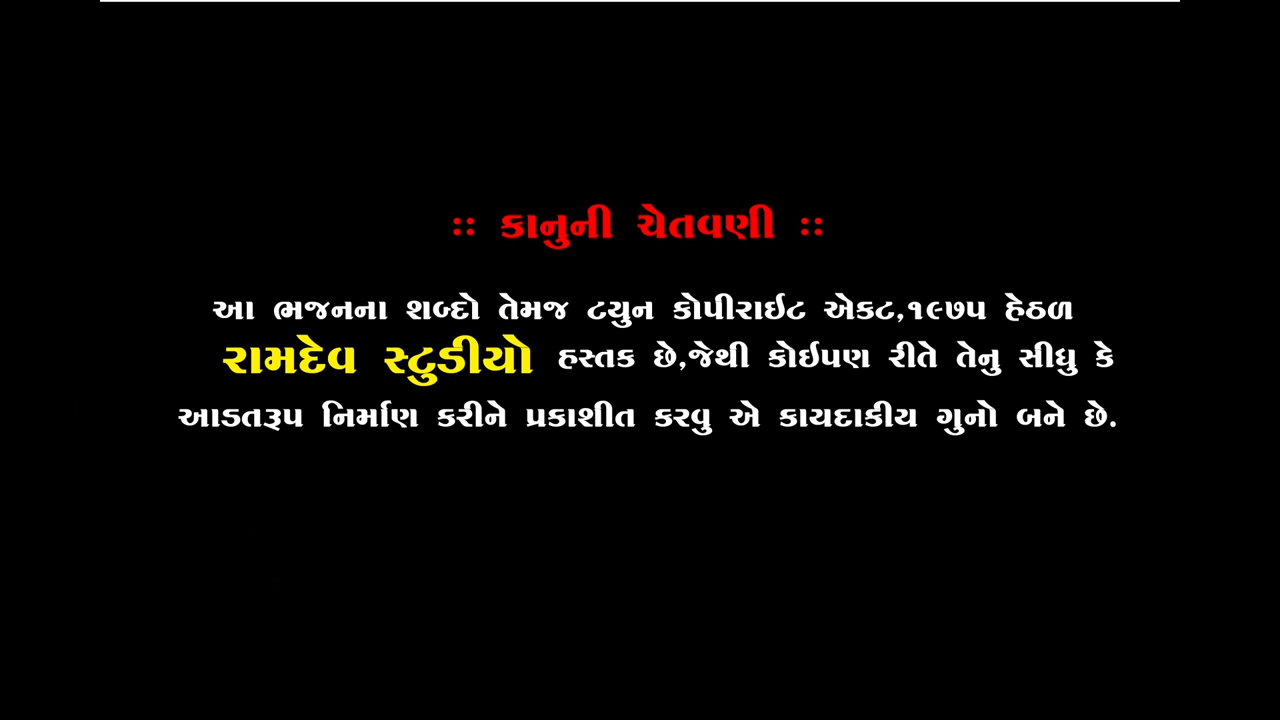 :: કાનુની ચેતવણી ::
આ ભજનના શબ્દો તેમજ ટયુન કોપીરાઈટ એકટ,૧૯૭૫ હેઠળ
રામદેવ સ્ટુડીયો હસ્તક છે,જેથી કોઈપણ રીતે તેનુ સીધુ કે
આડતરૂપ નિર્માણ કરીને પ્રકાશીત કરવુ એ કાયદાકીય ગુનો બને છે.